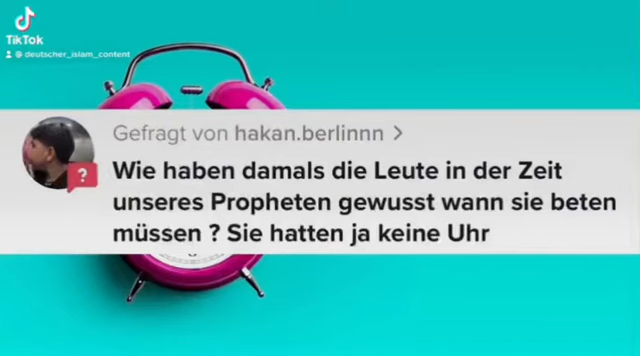 TikTok
@ deutscher_islam_content
Gefragt von hakan.berlinnn >
?
Wie haben damals die Leute in der Zeit
unseres Propheten gewusst wann sie beten
müssen ? Sie hatten ja keine Uhr